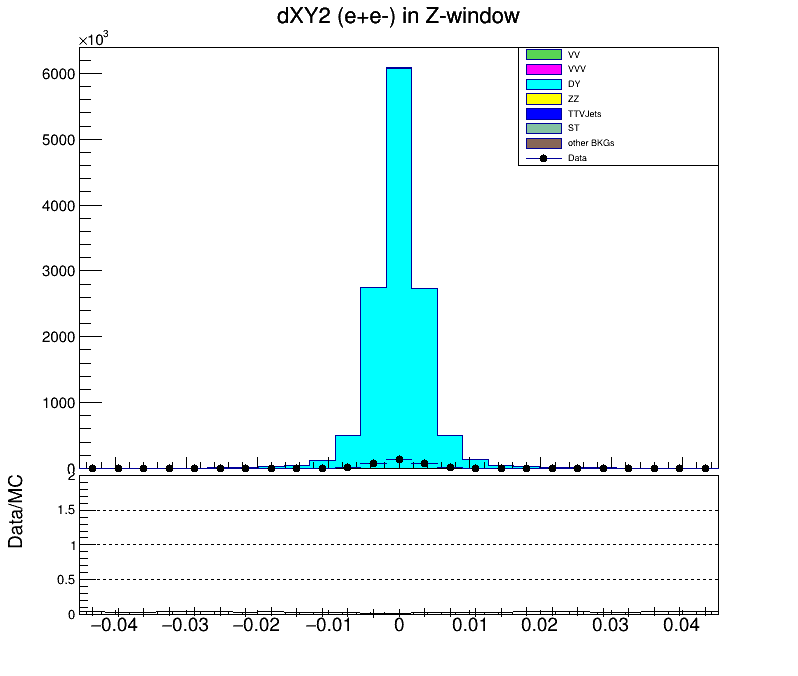 dXY2 (e+e-) in Z-window
×10³
6000
5000
4000
3000
2000
1000
0
VV
VVV
DY
ZZ
TTVJets
ST
other BKGs
Data
Data/MC
2
1.5
1
0.5
0
−0.04 −0.03 −0.02 −0.01 0 0.01 0.02 0.03 0.04